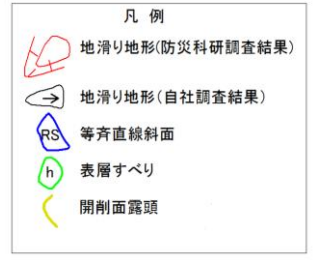 凡 例
地滑り地形(防災科研調査結果)
地滑り地形(自社調査結果)
RS 等斉直線斜面
h 表層すべり
開削面露頭